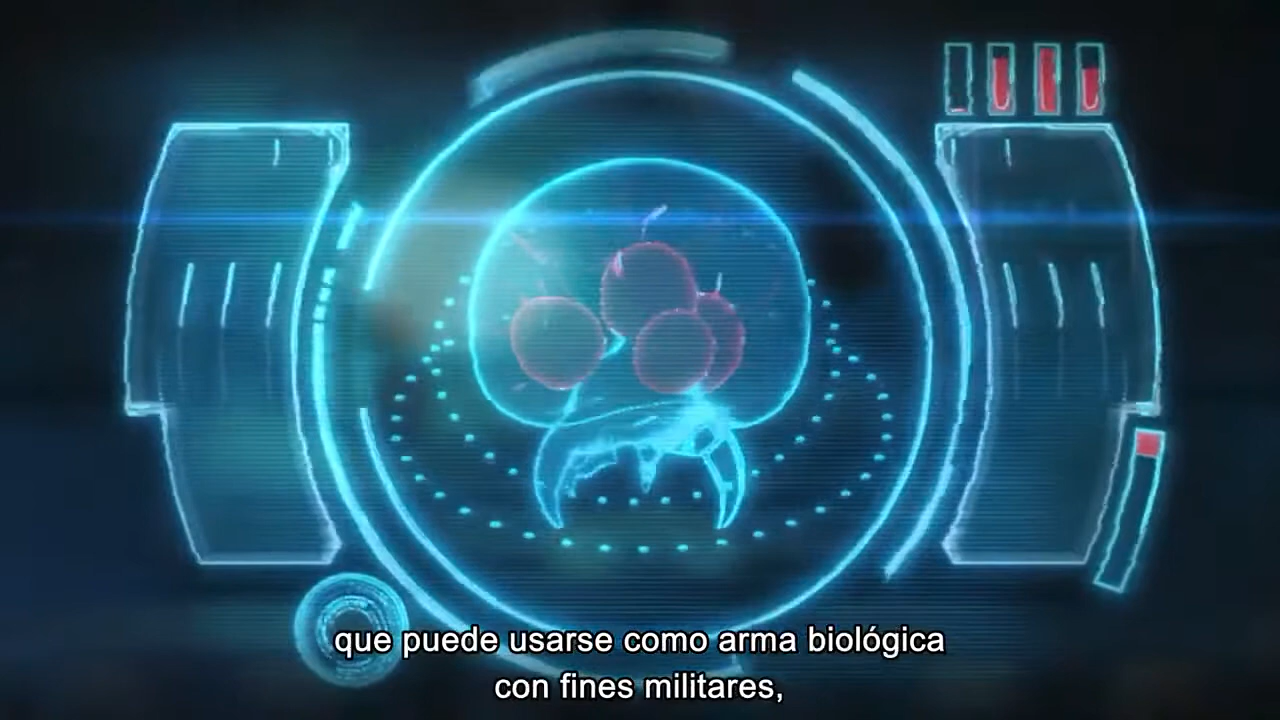 que puede usarse como arma biológica
con fines militares,